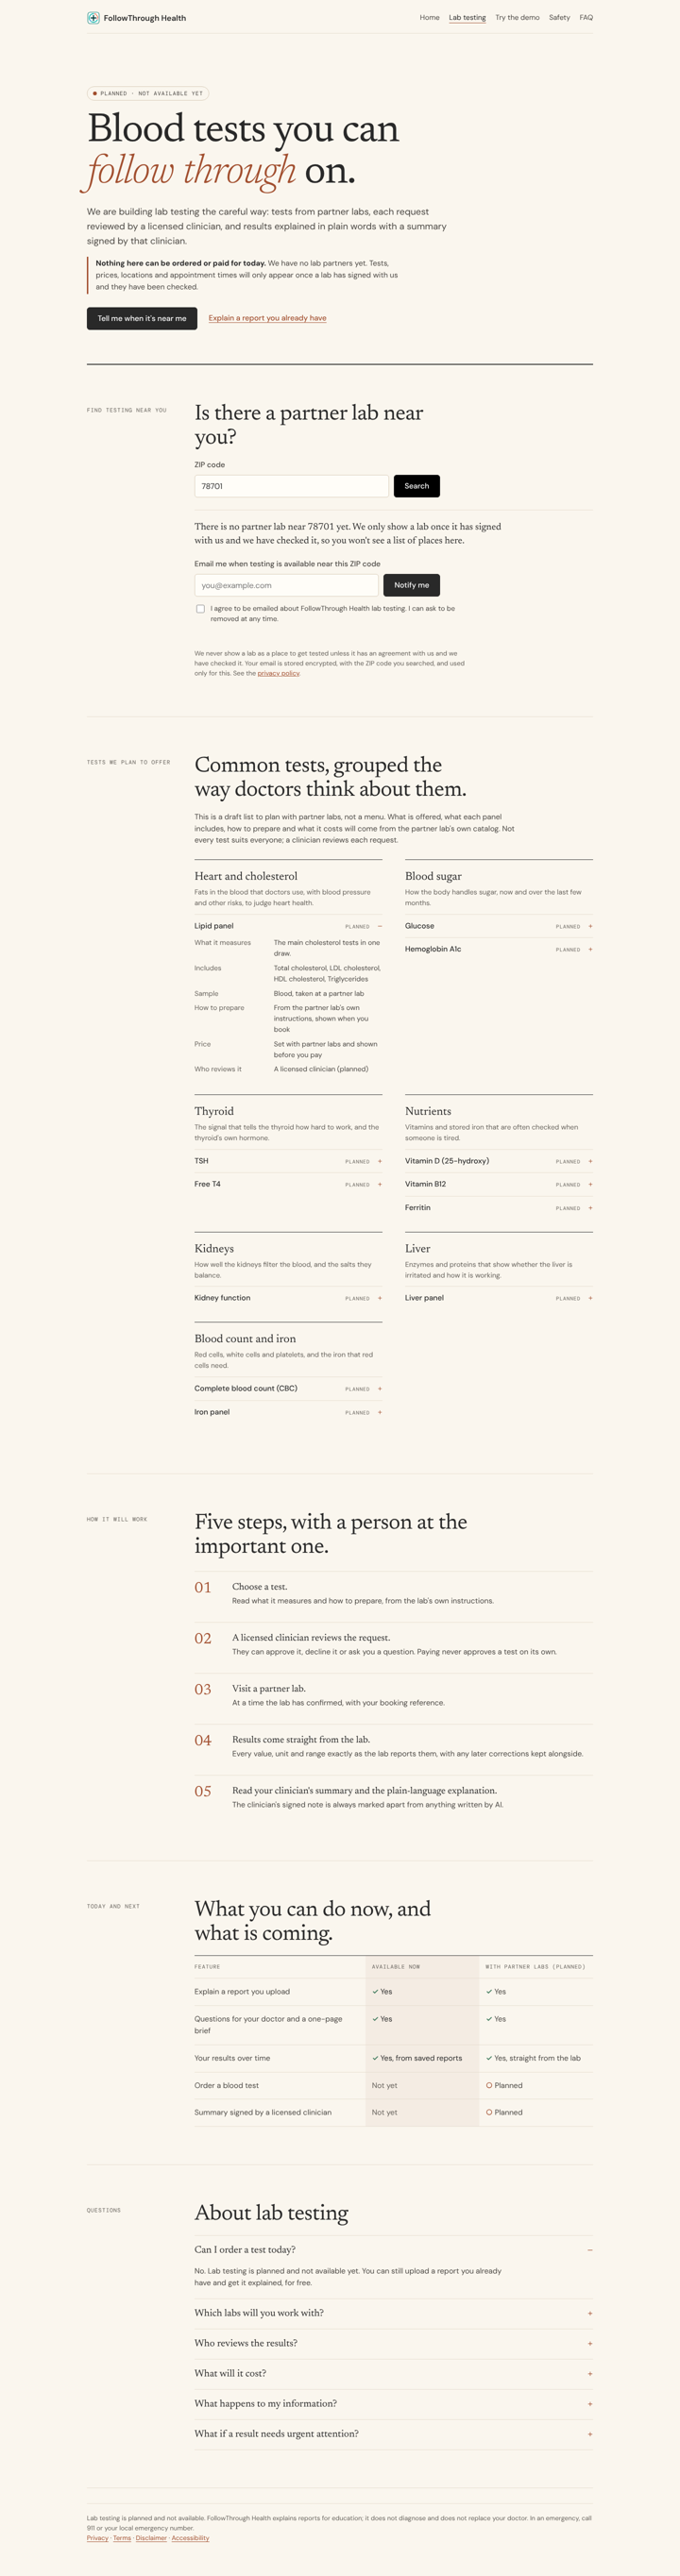 FollowThrough Health
Home Lab testing Try the demo Safety FAQ
PLANNED · NOT AVAILABLE YET
Blood tests you can
follow through on.
We are building lab testing the careful way: tests from partner labs, each request
reviewed by a licensed clinician, and results explained in plain words with a summary
signed by that clinician.
Nothing here can be ordered or paid for today. We have no lab partners yet. Tests,
prices, locations and appointment times will only appear once a lab has signed with us
and they have been checked.
Tell me when it's near me
Explain a report you already have
FIND TESTING NEAR YOU
Is there a partner lab near
you?
ZIP code
78701
Search
There is no partner lab near 78701 yet. We only show a lab once it has signed
with us and we have checked it, so you won't see a list of places here.
Email me when testing is available near this ZIP code
you@example.com
Notify me
I agree to be emailed about FollowThrough Health lab testing. I can ask to be
removed at any time.
We never show a lab as a place to get tested unless it has an agreement with us and we
have checked it. Your email is stored encrypted, with the ZIP code you searched, and used
only for this. See the privacy policy.
TESTS WE PLAN TO OFFER
Common tests, grouped the
way doctors think about them.
This is a draft list to plan with partner labs, not a menu. What is offered, what each panel
includes, how to prepare and what it costs will come from the partner lab's own catalog. Not
every test suits everyone; a clinician reviews each request.
Heart and cholesterol
Fats in the blood that doctors use, with blood pressure
and other risks, to judge heart health.
Lipid panel PLANNED −
What it measures The main cholesterol tests in one
draw.
Includes Total cholesterol, LDL cholesterol,
HDL cholesterol, Triglycerides
Sample Blood, taken at a partner lab
How to prepare From the partner lab's own
instructions, shown when you
book
Price Set with partner labs and shown
before you pay
Who reviews it A licensed clinician (planned)
Blood sugar
How the body handles sugar, now and over the last few
months.
Glucose PLANNED +
Hemoglobin A1c PLANNED +
Thyroid
The signal that tells the thyroid how hard to work, and the
thyroid's own hormone.
TSH PLANNED +
Free T4 PLANNED +
Nutrients
Vitamins and stored iron that are often checked when
someone is tired.
Vitamin D (25-hydroxy) PLANNED +
Vitamin B12 PLANNED +
Ferritin PLANNED +
Kidneys
How well the kidneys filter the blood, and the salts they
balance.
Kidney function PLANNED +
Liver
Enzymes and proteins that show whether the liver is
irritated and how it is working.
Liver panel PLANNED +
Blood count and iron
Red cells, white cells and platelets, and the iron that red
cells need.
Complete blood count (CBC) PLANNED +
Iron panel PLANNED +
HOW IT WILL WORK
Five steps, with a person at the
important one.
01 Choose a test.
Read what it measures and how to prepare, from the lab's own instructions.
02 A licensed clinician reviews the request.
They can approve it, decline it or ask you a question. Paying never approves a test on its own.
03 Visit a partner lab.
At a time the lab has confirmed, with your booking reference.
04 Results come straight from the lab.
Every value, unit and range exactly as the lab reports them, with any later corrections kept alongside.
05 Read your clinician's summary and the plain-language explanation.
The clinician's signed note is always marked apart from anything written by AI.
TODAY AND NEXT
What you can do now, and
what is coming.
FEATURE AVAILABLE NOW WITH PARTNER LABS (PLANNED)
Explain a report you upload ✓ Yes ✓ Yes
Questions for your doctor and a one-page
brief ✓ Yes ✓ Yes
Your results over time ✓ Yes, from saved reports ✓ Yes, straight from the lab
Order a blood test Not yet Planned
Summary signed by a licensed clinician Not yet Planned
QUESTIONS
About lab testing
Can I order a test today? −
No. Lab testing is planned and not available yet. You can still upload a report you already
have and get it explained, for free.
Which labs will you work with? +
Who reviews the results? +
What will it cost? +
What happens to my information? +
What if a result needs urgent attention? +
Lab testing is planned and not available. FollowThrough Health explains reports for education; it does not diagnose and does not replace your doctor. In an emergency, call
911 or your local emergency number.
Privacy · Terms · Disclaimer · Accessibility